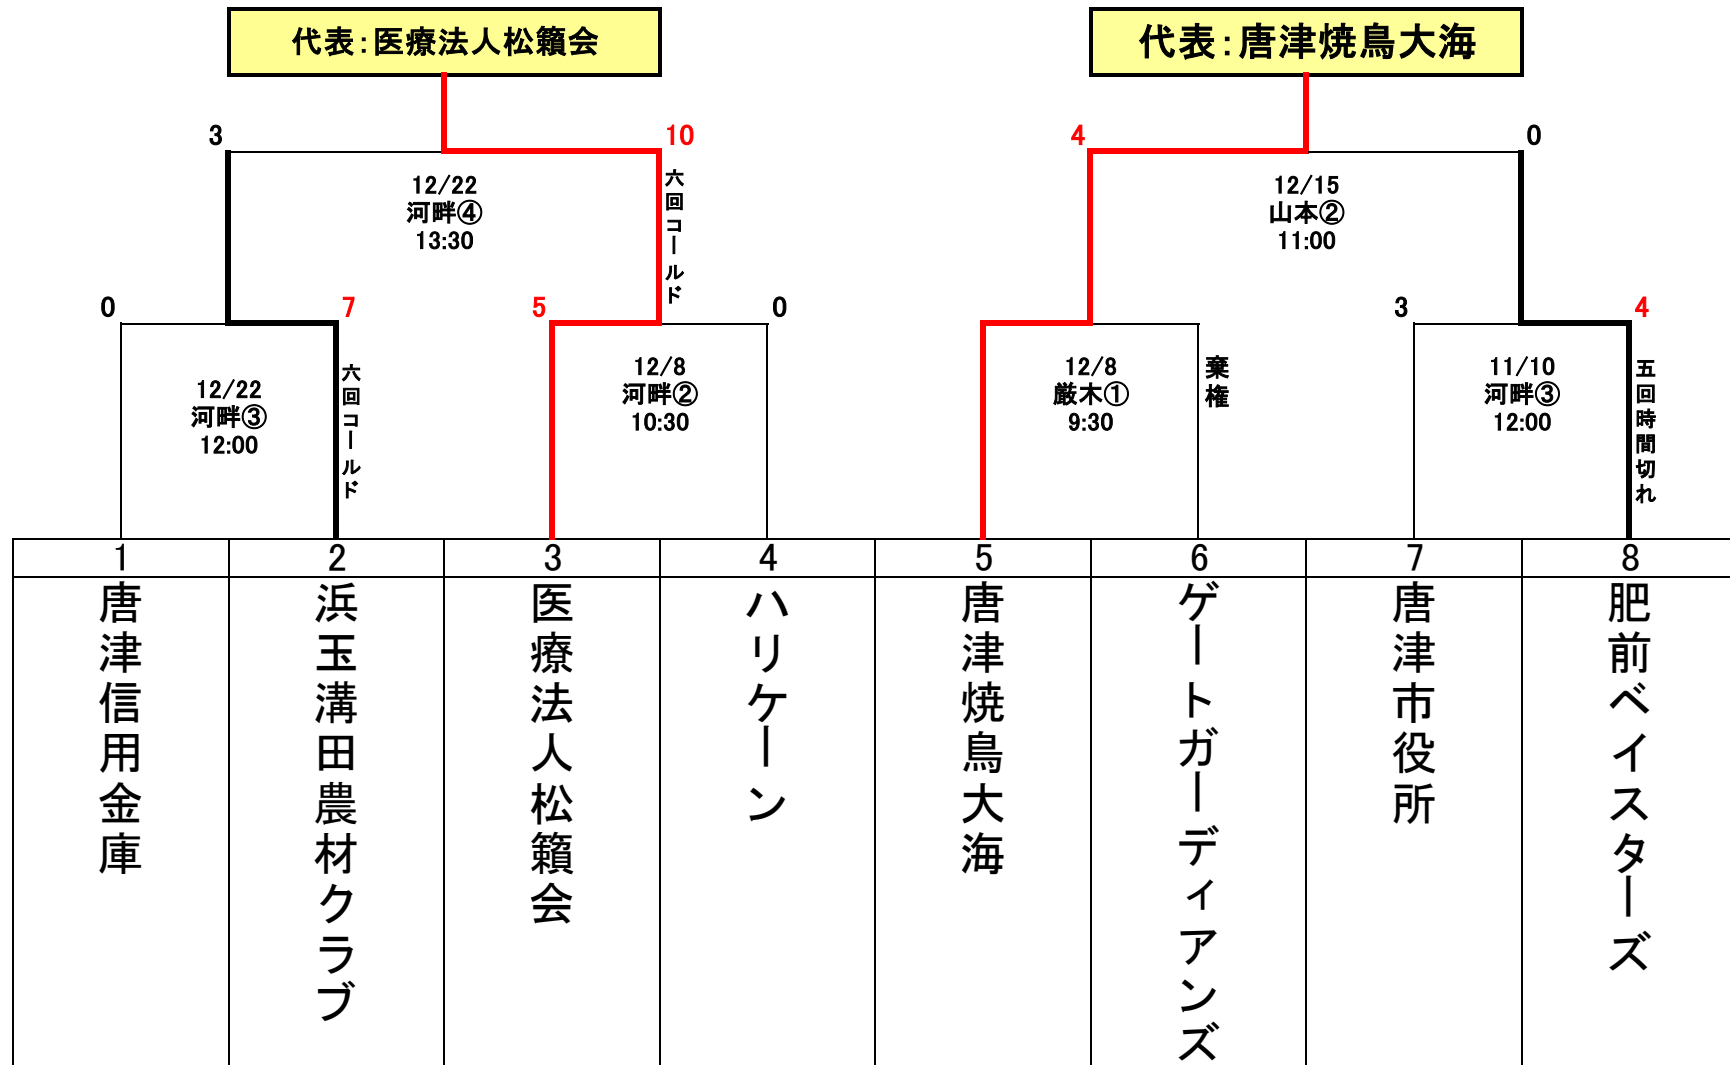 代表：医療法人松籟会
代表：唐津焼鳥大海
3
10
4
0
12/22
河畔④
13:30
六回コールド
12/15
山本②
11:00
0
7
5
0
3
4
12/22
河畔③
12:00
六回コールド
12/8
河畔②
10:30
12/8
厳木①
9:30
棄権
11/10
河畔③
12:00
五回時間切れ
1
2
3
4
5
6
7
8
唐津信用金庫
浜玉溝田農材クラブ
医療法人松籟会
ハリケーン
唐津焼鳥大海
ゲートガーディアンズ
唐津市役所
肥前ベイスターズ